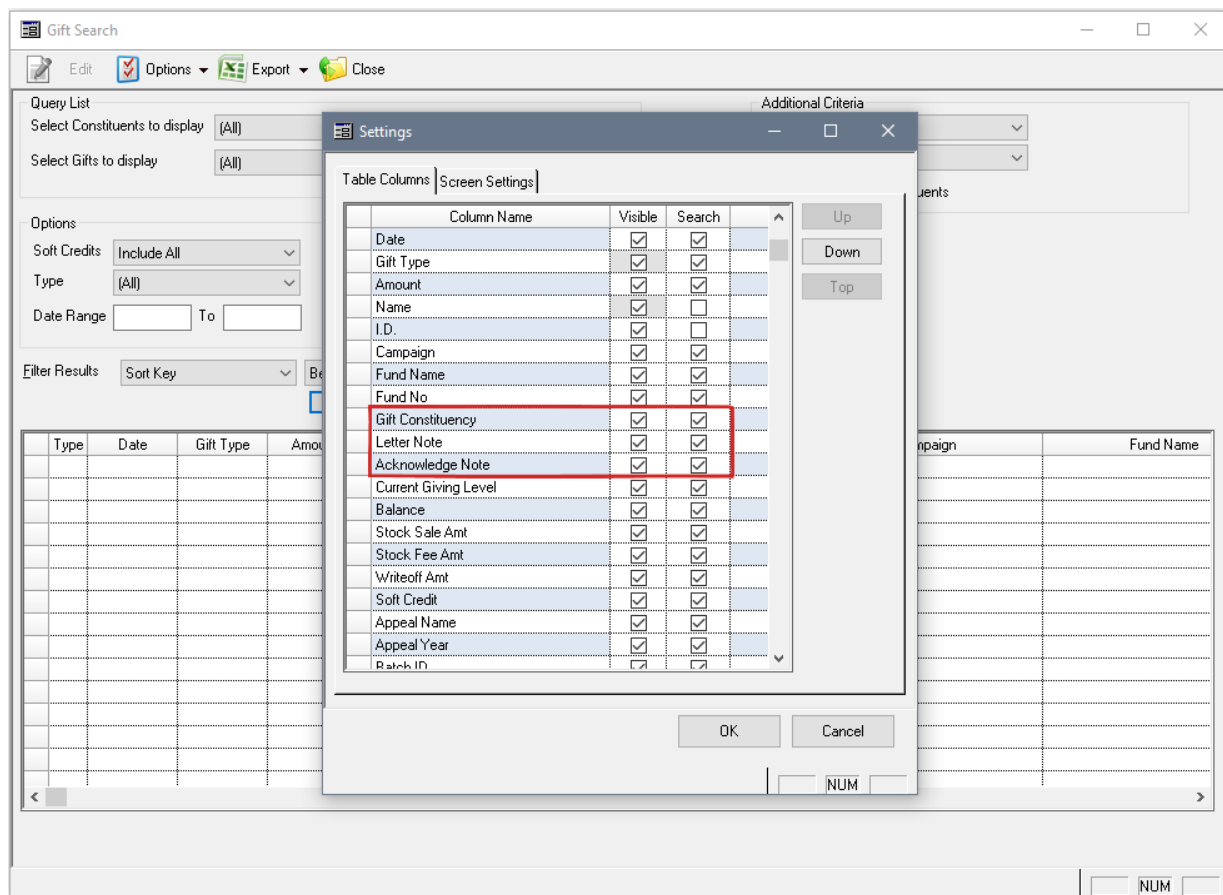 Gift Search
Edit Options Export Close
Query List
Select Constituents to display (All)
Select Gifts to display (All)
Additional Criteria
Options
Soft Credits Include All
Type (All)
Date Range To
Filter Results Sort Key
Type Date Gift Type
Fund Name
Settings
Table Columns Screen Settings
Column Name Visible Search
Date
Gift Type
Amount
Name
I.D.
Campaign
Fund Name
Fund No
Gift Constituency
Letter Note
Acknowledge Note
Current Giving Level
Balance
Stock Sale Amt
Stock Fee Amt
Writeoff Amt
Soft Credit
Appeal Name
Appeal Year
Batch ID
Up
Down
Top
OK Cancel
NUM
NUM